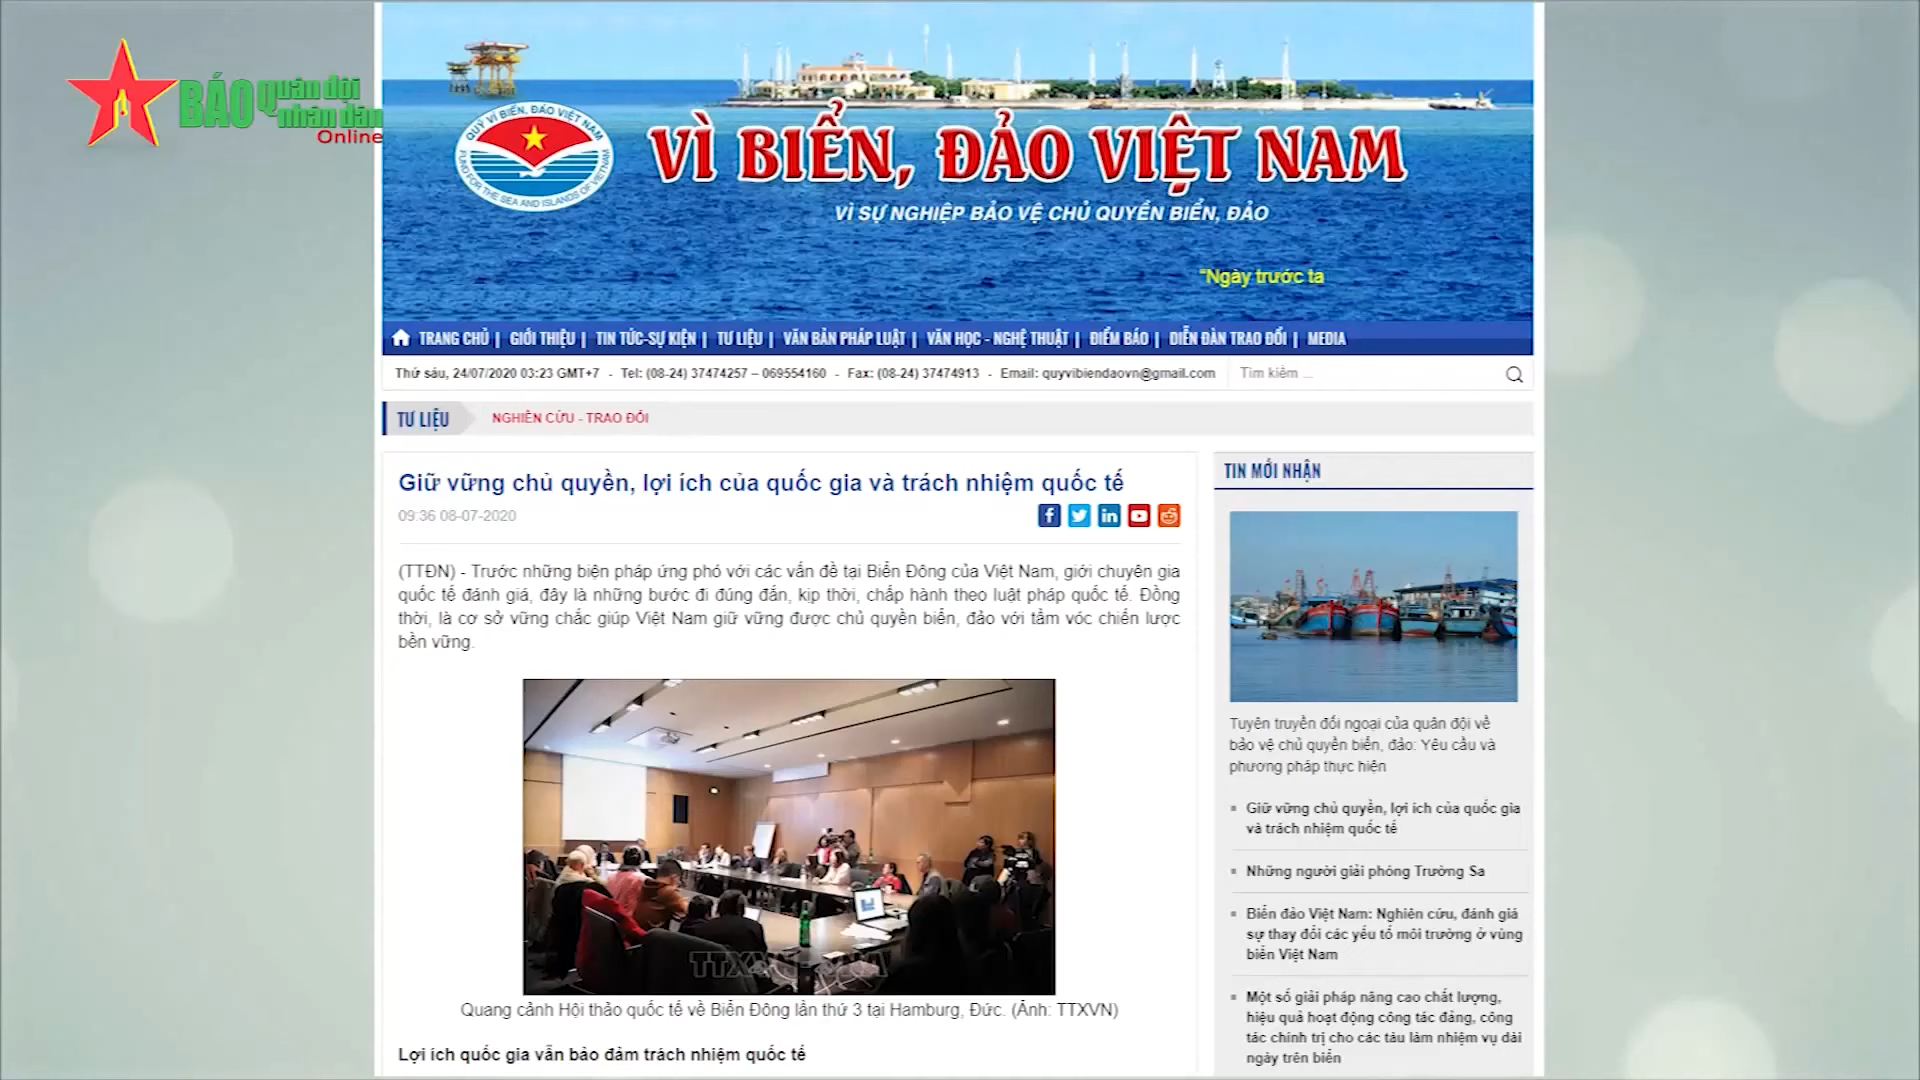 BÁO Quân đội
nhân dân
Online
QUỸ VÌ BIỂN, ĐẢO VIỆT NAM
FUND FOR THE SEA AND ISLANDS OF VIETNAM
VÌ BIỂN, ĐẢO VIỆT NAM
VÌ SỰ NGHIỆP BẢO VỆ CHỦ QUYỀN BIỂN, ĐẢO
"Ngày trước ta
TRANG CHỦ | GIỚI THIỆU | TIN TỨC-SỰ KIỆN | TƯ LIỆU | VĂN BẢN PHÁP LUẬT | VĂN HỌC - NGHỆ THUẬT | ĐIỂM BÁO | DIỄN ĐÀN TRAO ĐỔI | MEDIA
Thứ sáu, 24/07/2020 03:23 GMT+7 - Tel: (08-24) 37474257 – 069554160 - Fax: (08-24) 37474913 - Email: quyvibiendaovn@gmail.com Tìm kiếm ...
TƯ LIỆU NGHIÊN CỨU - TRAO ĐỔI
Giữ vững chủ quyền, lợi ích của quốc gia và trách nhiệm quốc tế
09:36 08-07-2020
(TTĐN) - Trước những biện pháp ứng phó với các vấn đề tại Biển Đông của Việt Nam, giới chuyên gia
quốc tế đánh giá, đây là những bước đi đúng đắn, kịp thời, chấp hành theo luật pháp quốc tế. Đồng
thời, là cơ sở vững chắc giúp Việt Nam giữ vững được chủ quyền biển, đảo với tầm vóc chiến lược
bền vững.
Quang cảnh Hội thảo quốc tế về Biển Đông lần thứ 3 tại Hamburg, Đức. (Ảnh: TTXVN)
Lợi ích quốc gia vẫn bảo đảm trách nhiệm quốc tế
TIN MỚI NHẬN
Tuyên truyền đối ngoại của quân đội về
bảo vệ chủ quyền biển, đảo: Yêu cầu và
phương pháp thực hiện
Giữ vững chủ quyền, lợi ích của quốc gia
và trách nhiệm quốc tế
Những người giải phóng Trường Sa
Biển đảo Việt Nam: Nghiên cứu, đánh giá
sự thay đổi các yếu tố môi trường ở vùng
biển Việt Nam
Một số giải pháp nâng cao chất lượng,
hiệu quả hoạt động công tác đảng, công
tác chính trị cho các tàu làm nhiệm vụ dài
ngày trên biển